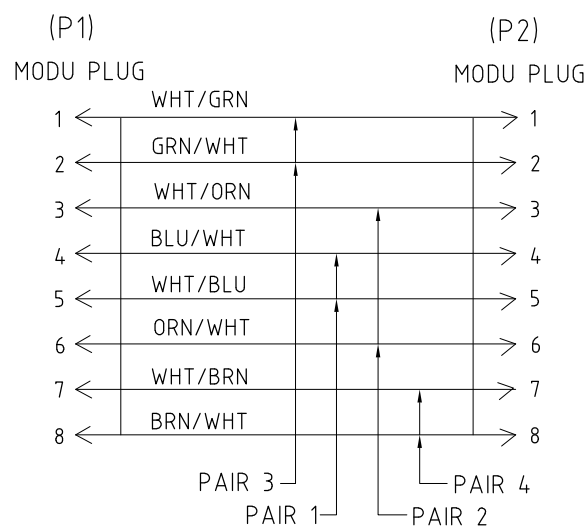 (P1) (P2)
MODU PLUG MODU PLUG
1 WHT/GRN 1
2 GRN/WHT 2
3 WHT/ORN 3
4 BLU/WHT 4
5 WHT/BLU 5
6 ORN/WHT 6
7 WHT/BRN 7
8 BRN/WHT 8
PAIR 3 PAIR 4
PAIR 1 PAIR 2